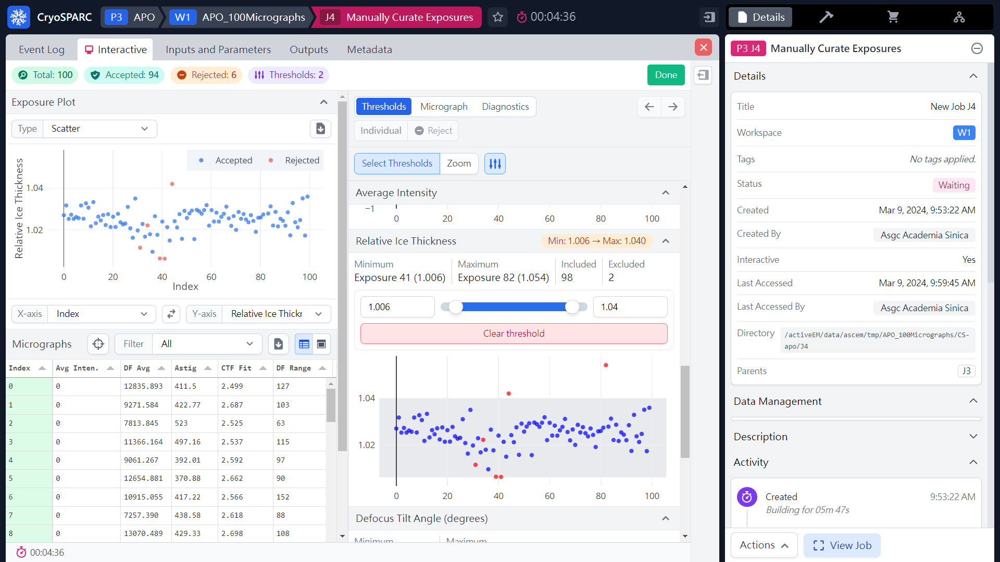 CryoSPARC P3 APO W1 APO_100Micrographs J4 Manually Curate Exposures 00:04:36 Details
Event Log Interactive Inputs and Parameters Outputs Metadata
Total: 100 Accepted: 94 Rejected: 6 Thresholds: 2 Done
Exposure Plot
Type Scatter
Accepted Rejected
Relative Ice Thickness
1.04
1.02
0 20 40 60 80 100
Index
X-axis Index Y-axis Relative Ice Thickr
Micrographs Filter All
Index Avg Inten. DF Avg Astig CTF Fit DF Range
0 0 12835.893 411.5 2.499 127
1 0 9271.584 422.77 2.687 103
2 0 7813.845 523 2.525 63
3 0 11366.164 497.16 2.537 115
4 0 9061.267 392.01 2.592 97
5 0 12654.881 370.88 2.662 90
6 0 10915.055 417.22 2.566 152
7 0 7257.390 438.58 2.618 88
8 0 13070.489 429.33 2.698 108
00:04:36
Thresholds Micrograph Diagnostics
Individual Reject
Select Thresholds Zoom
Average Intensity
−1
0 20 40 60 80 100
Relative Ice Thickness Min: 1.006 → Max: 1.040
Minimum Maximum Included Excluded
Exposure 41 (1.006) Exposure 82 (1.054) 98 2
1.006 1.04
Clear threshold
1.04
1.02
0 20 40 60 80 100
Defocus Tilt Angle (degrees)
Minimum Maximum
P3 J4 Manually Curate Exposures
Details
Title New Job J4
Workspace W1
Tags No tags applied.
Status Waiting
Created Mar 9, 2024, 9:53:22 AM
Created By Asgc Academia Sinica
Interactive Yes
Last Accessed Mar 9, 2024, 9:59:45 AM
Last Accessed By Asgc Academia Sinica
Directory /activeEM/data/ascem/tmp/APO_100Micrographs/CS-
apo/J4
Parents J3
Data Management
Description
Activity
Created 9:53:22 AM
Building for 05m 47s
Actions View Job